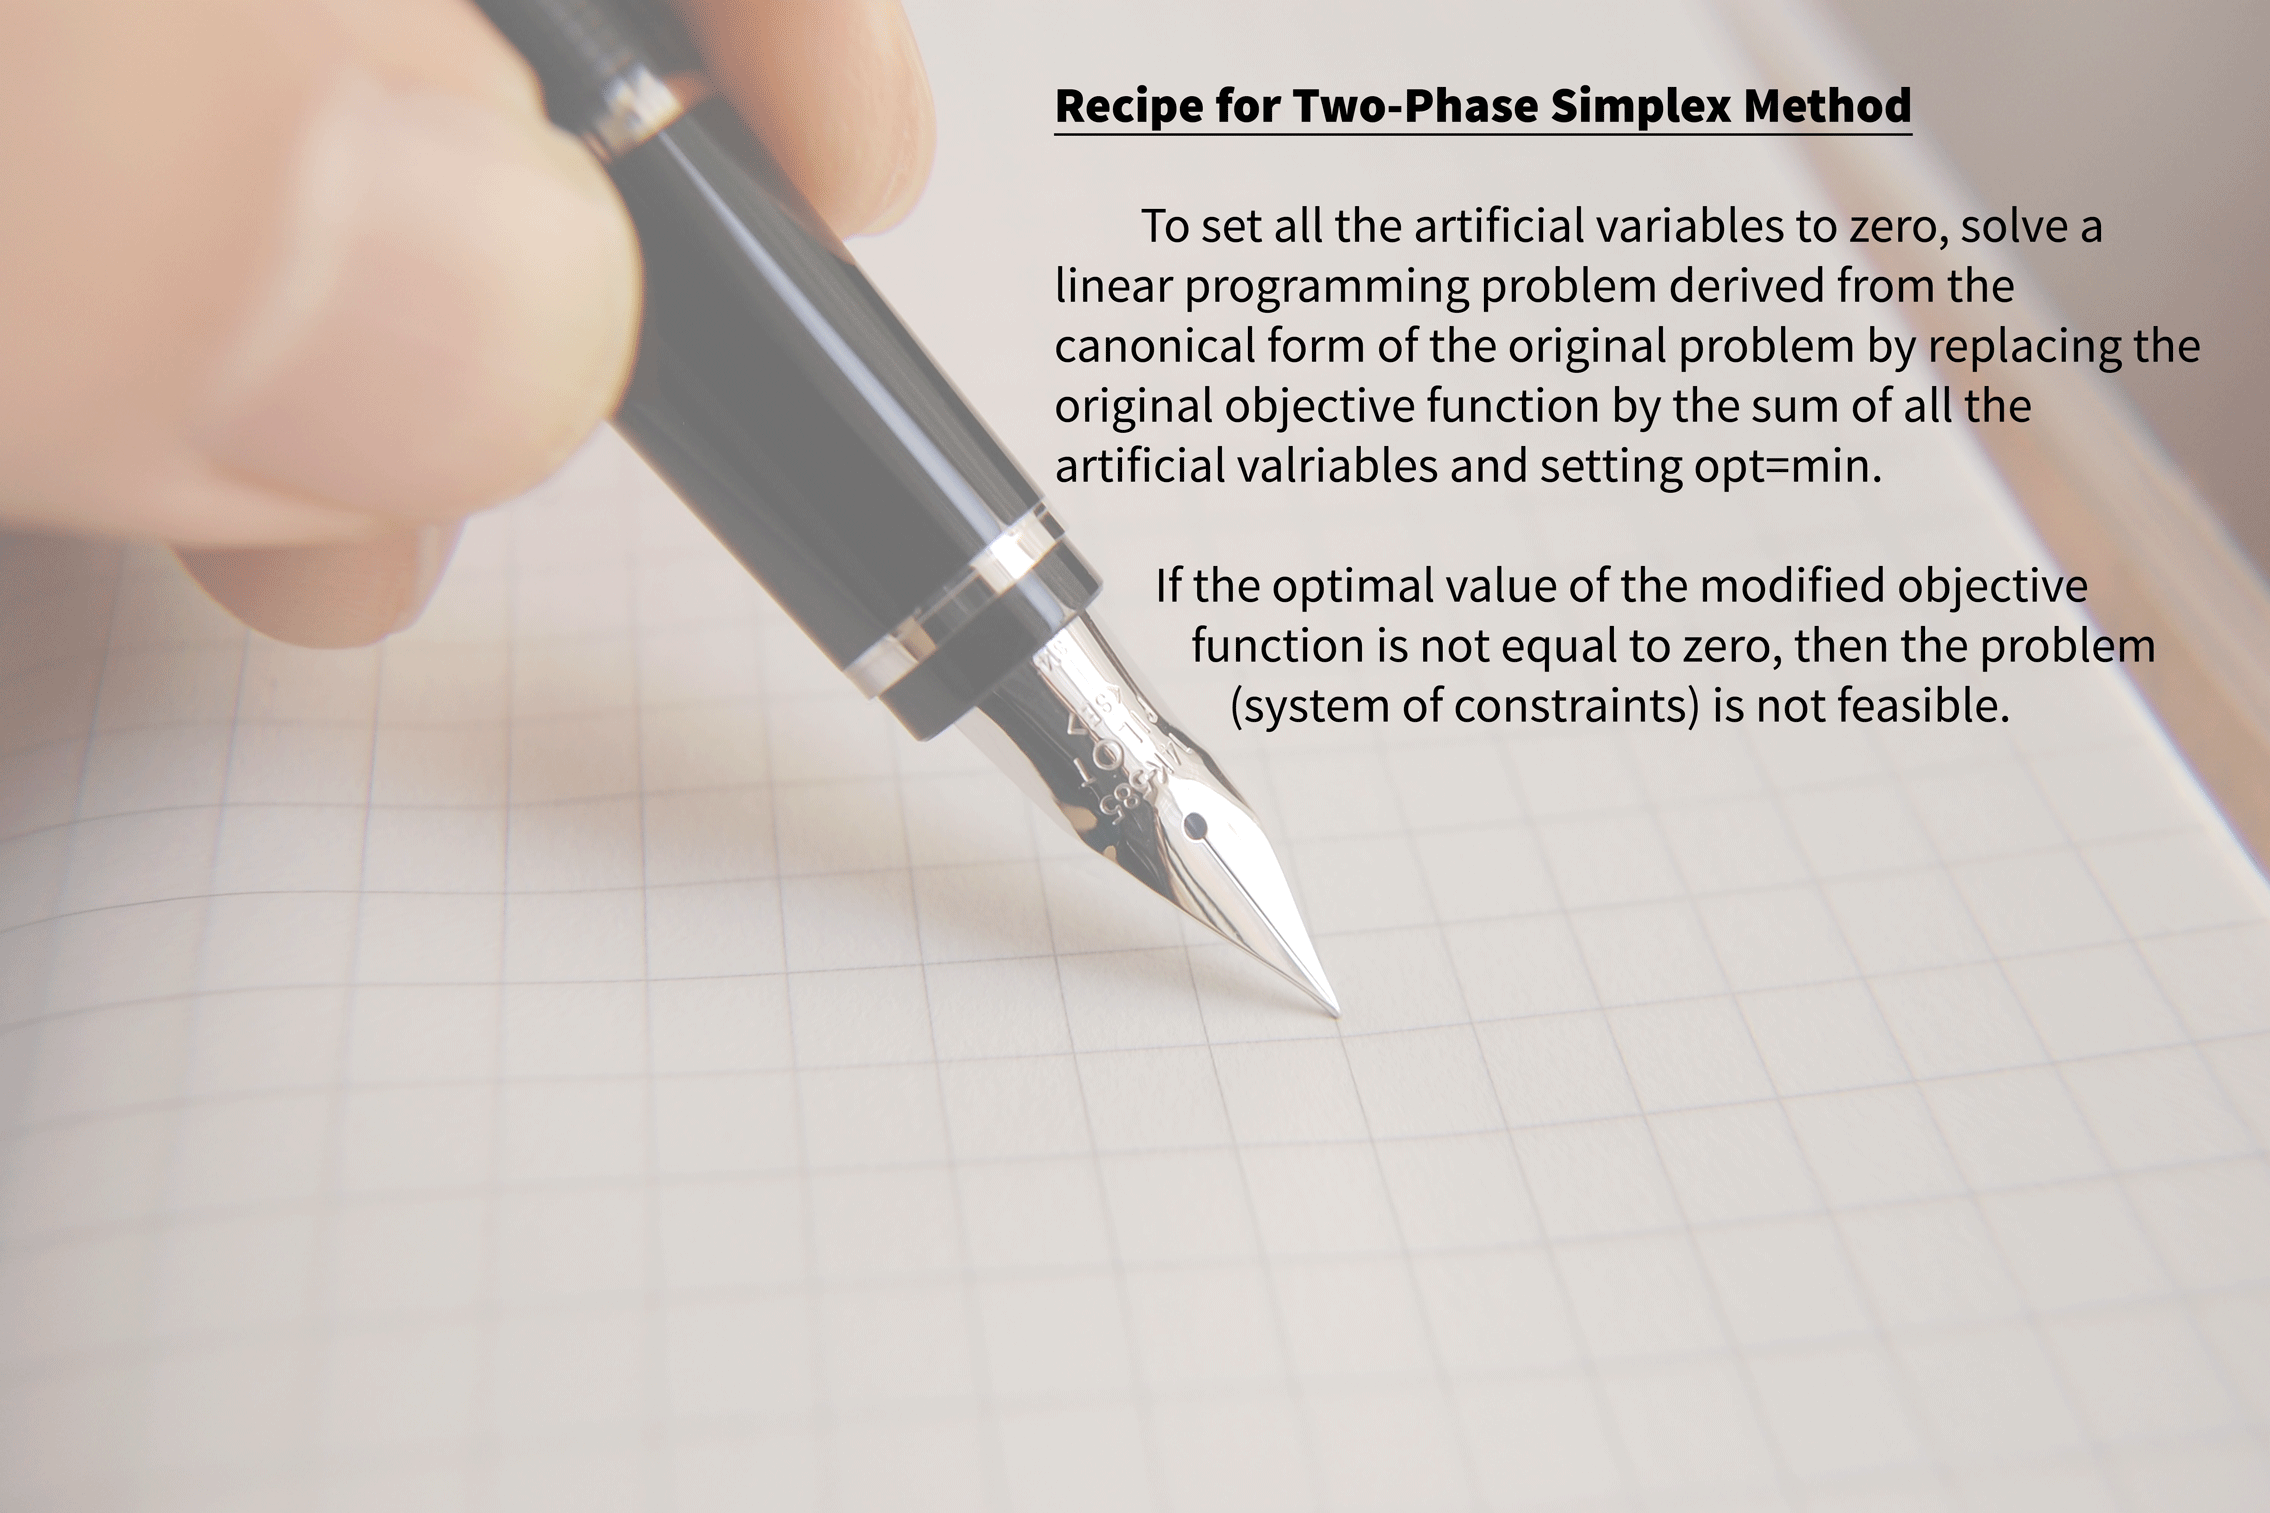 Recipe for Two-Phase Simplex Method
To set all the artificial variables to zero, solve a
linear programming problem derived from the
canonical form of the original problem by replacing the
original objective function by the sum of all the
artificial valriables and setting opt=min.
If the optimal value of the modified objective
function is not equal to zero, then the problem
(system of constraints) is not feasible.
585